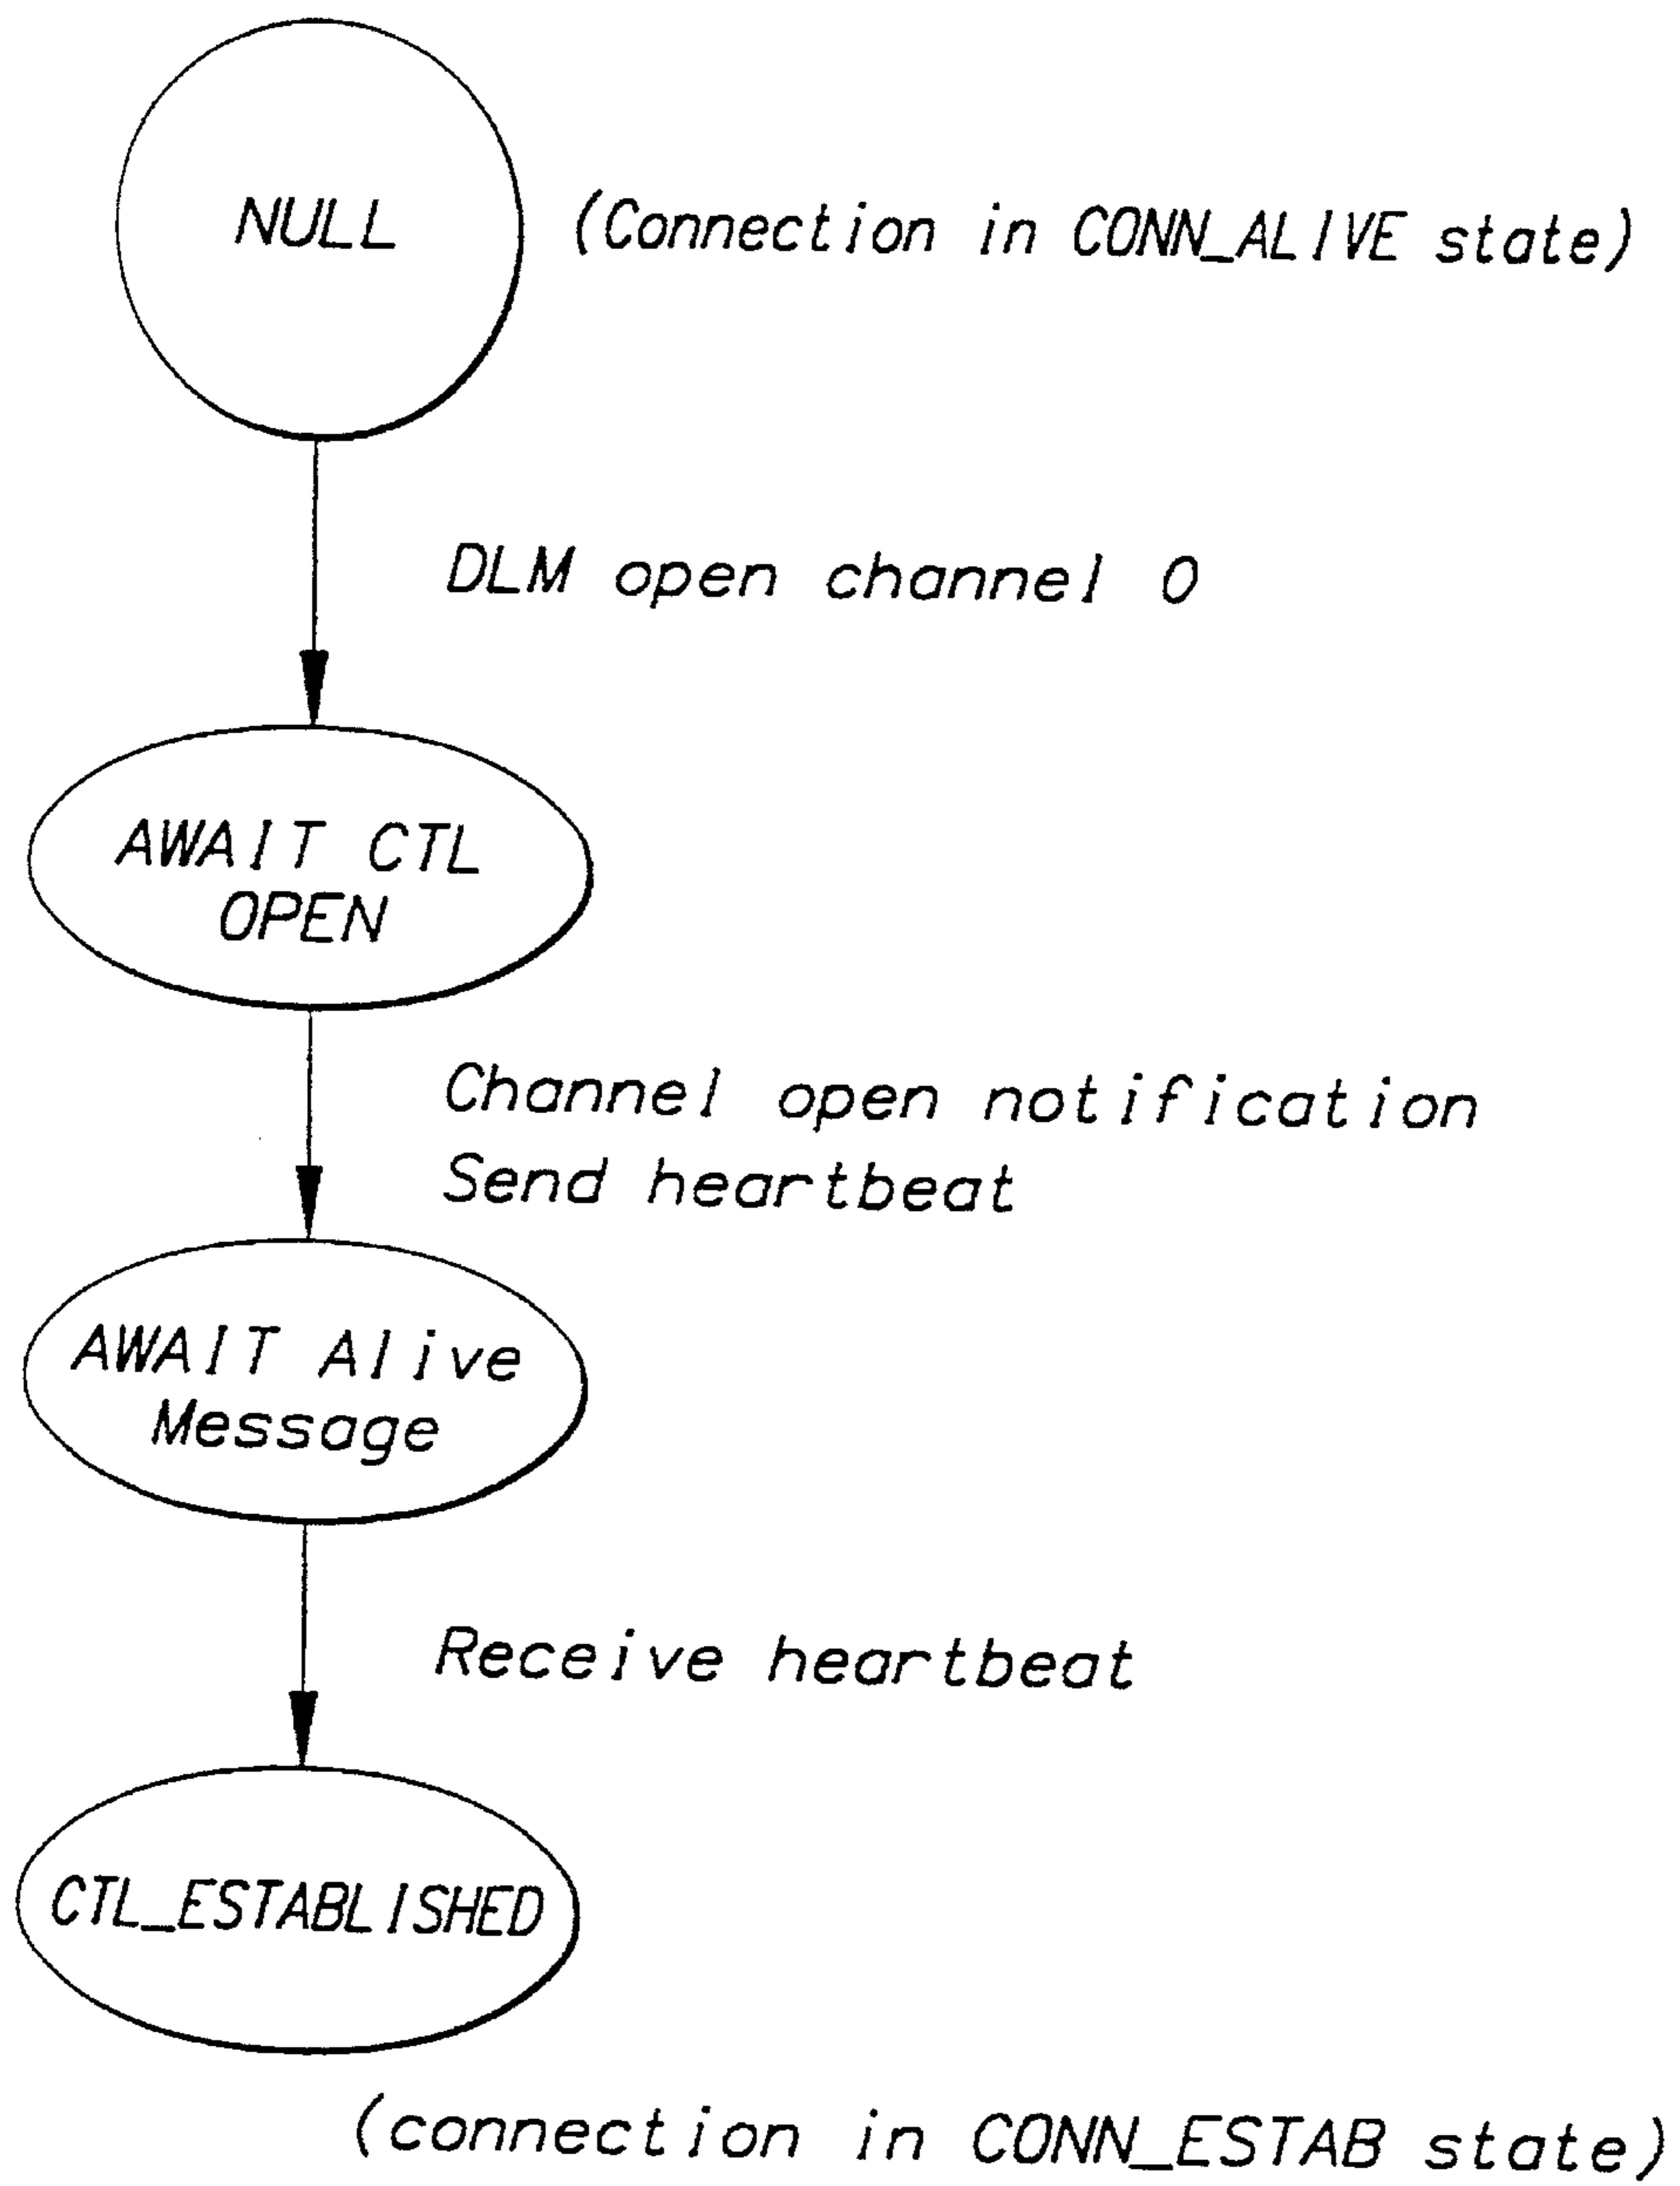 NULL
(Connection in CONN_ALIVE state)
DLM open channel 0
AWAIT CTL
OPEN
Channel open notification
Send heartbeat
AWAIT Alive
Message
Receive heartbeat
CTL_ESTABLISHED
(connection in CONN_ESTAB state)